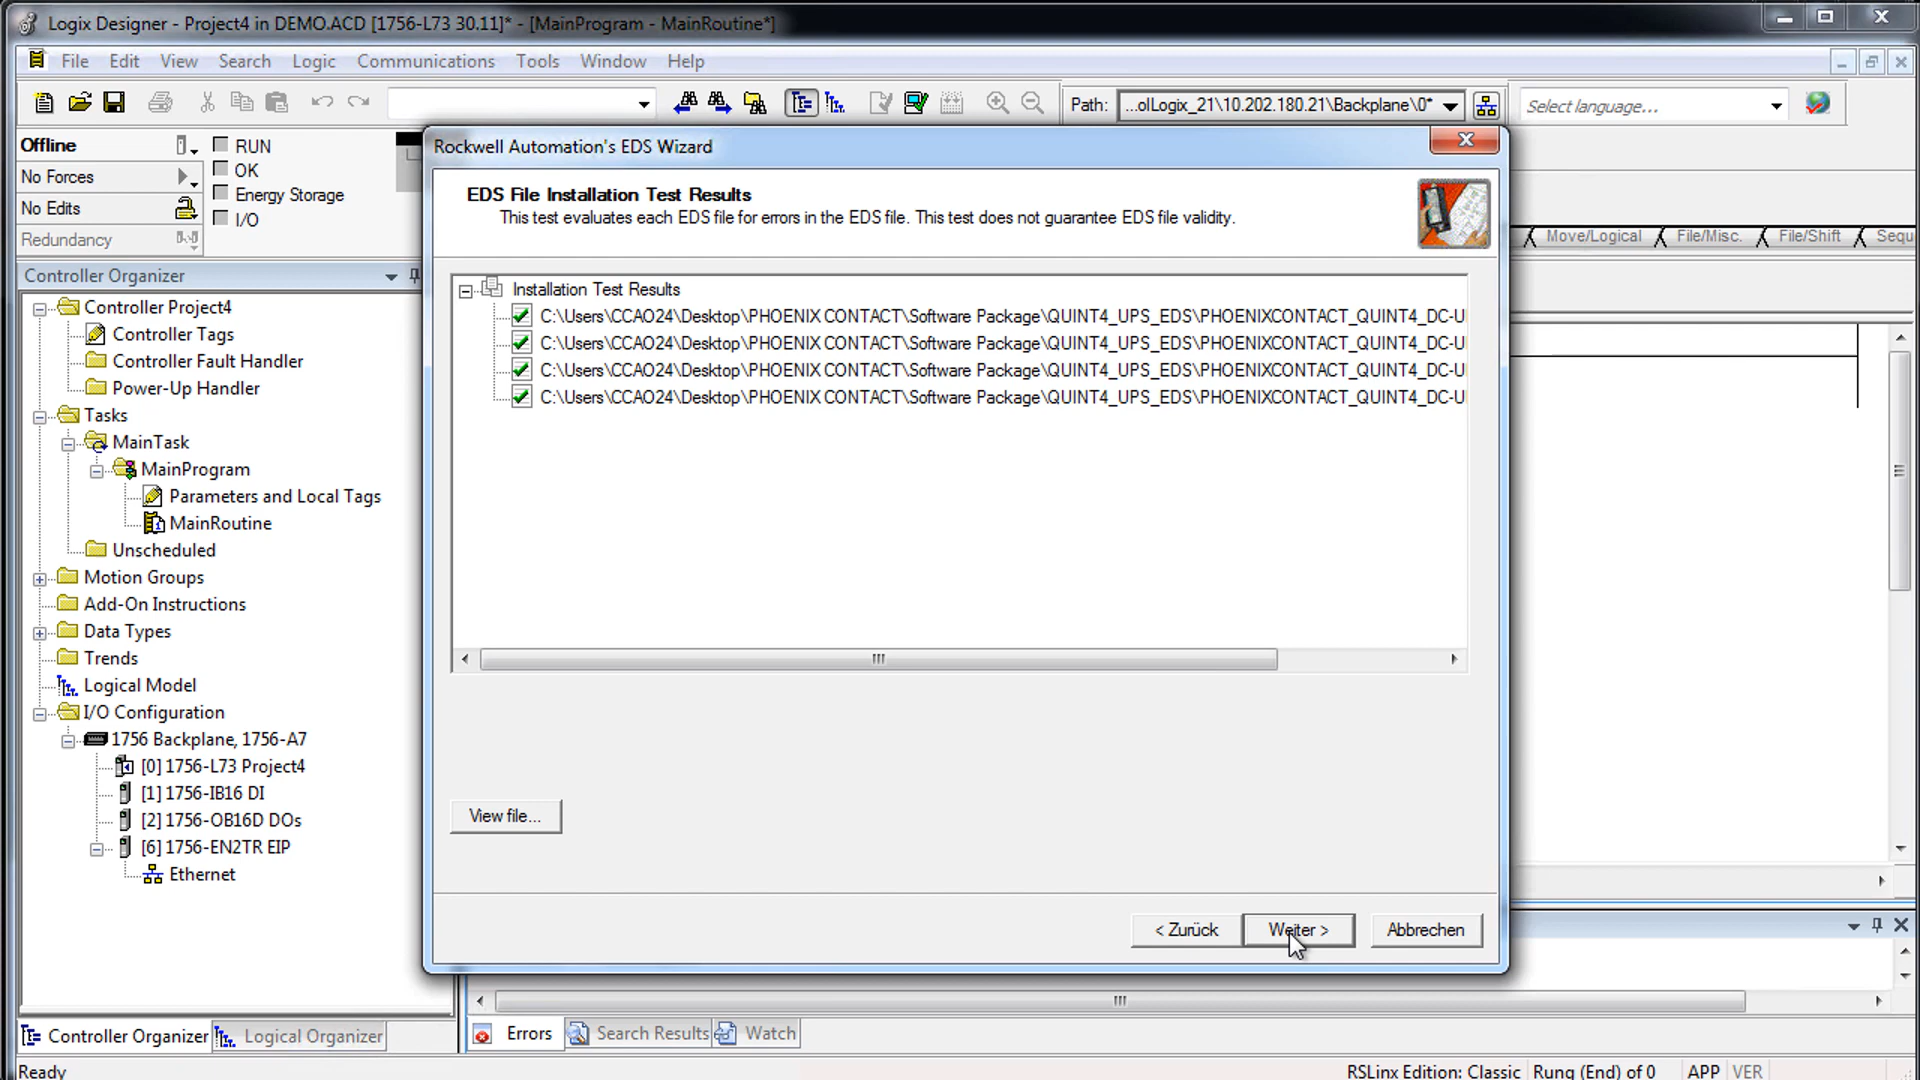 Logix Designer - Project4 in DEMO.ACD [1756-L73 30.11]* - [MainProgram - MainRoutine*]
File Edit View Search Logic Communications Tools Window Help
Path: ...olLogix_21\10.202.180.21\Backplane\0*
Select language...
Offline
RUN
No Forces
OK
Energy Storage
No Edits
I/O
Redundancy
Move/Logical File/Misc. File/Shift Sequ
Rockwell Automation's EDS Wizard
EDS File Installation Test Results
This test evaluates each EDS file for errors in the EDS file. This test does not guarantee EDS file validity.
Installation Test Results
C:\Users\CCAO24\Desktop\PHOENIX CONTACT\Software Package\QUINT4_UPS_EDS\PHOENIXCONTACT_QUINT4_DC-U
C:\Users\CCAO24\Desktop\PHOENIX CONTACT\Software Package\QUINT4_UPS_EDS\PHOENIXCONTACT_QUINT4_DC-U
C:\Users\CCAO24\Desktop\PHOENIX CONTACT\Software Package\QUINT4_UPS_EDS\PHOENIXCONTACT_QUINT4_DC-U
C:\Users\CCAO24\Desktop\PHOENIX CONTACT\Software Package\QUINT4_UPS_EDS\PHOENIXCONTACT_QUINT4_DC-U
View file...
< Zurück
Weiter >
Abbrechen
Controller Organizer
Controller Project4
Controller Tags
Controller Fault Handler
Power-Up Handler
Tasks
MainTask
MainProgram
Parameters and Local Tags
MainRoutine
Unscheduled
Motion Groups
Add-On Instructions
Data Types
Trends
Logical Model
I/O Configuration
1756 Backplane, 1756-A7
[0] 1756-L73 Project4
[1] 1756-IB16 DI
[2] 1756-OB16D DOs
[6] 1756-EN2TR EIP
Ethernet
Controller Organizer Logical Organizer
Errors Search Results Watch
Ready
RSLinx Edition: Classic Rung (End) of 0 APP VER